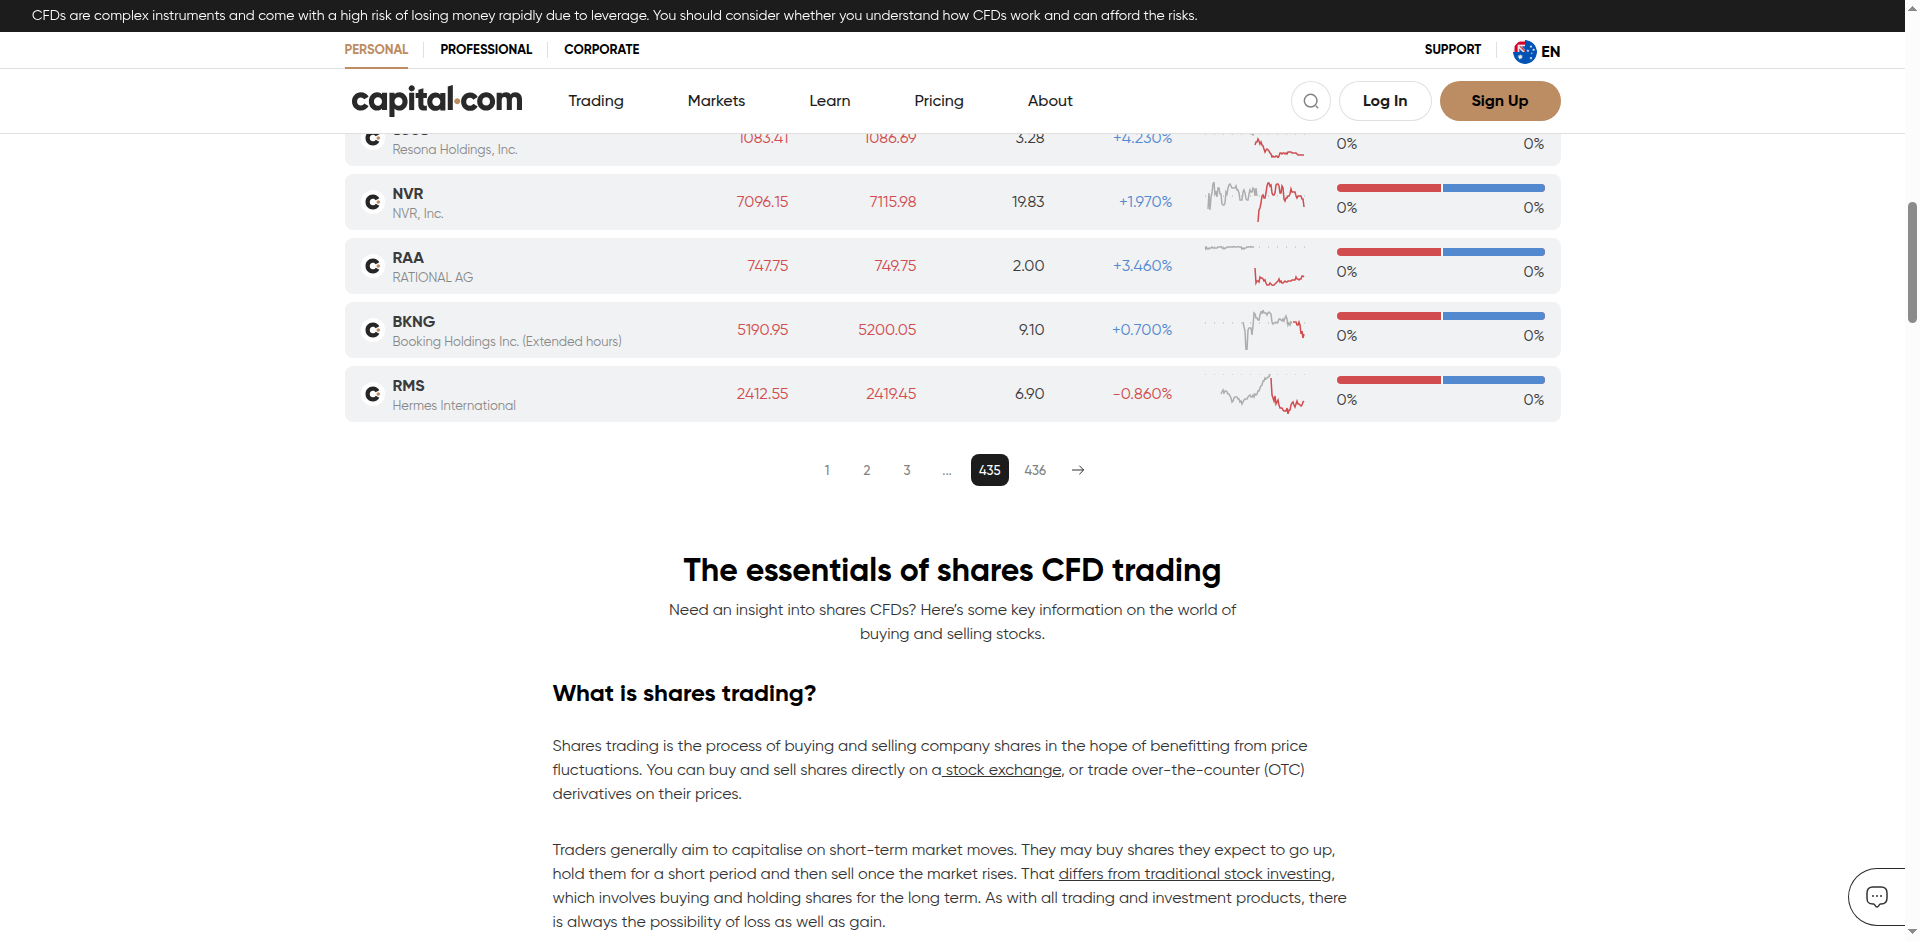 CFDs are complex instruments and come with a high risk of losing money rapidly due to leverage. You should consider whether you understand how CFDs work and can afford the risks.
PERSONAL PROFESSIONAL CORPORATE SUPPORT EN
capital.com Trading Markets Learn Pricing About Log In Sign Up
1083.41 1086.69 3.28 +4.230%
Resona Holdings, Inc. 0% 0%
NVR 7096.15 7115.98 19.83 +1.970%
NVR, Inc. 0% 0%
RAA 747.75 749.75 2.00 +3.460%
RATIONAL AG 0% 0%
BKNG 5190.95 5200.05 9.10 +0.700%
Booking Holdings Inc. (Extended hours) 0% 0%
RMS 2412.55 2419.45 6.90 -0.860%
Hermes International 0% 0%
1 2 3 ... 435 436
The essentials of shares CFD trading
Need an insight into shares CFDs? Here's some key information on the world of
buying and selling stocks.
What is shares trading?
Shares trading is the process of buying and selling company shares in the hope of benefitting from price
fluctuations. You can buy and sell shares directly on a stock exchange, or trade over-the-counter (OTC)
derivatives on their prices.
Traders generally aim to capitalise on short-term market moves. They may buy shares they expect to go up,
hold them for a short period and then sell once the market rises. That differs from traditional stock investing,
which involves buying and holding shares for the long term. As with all trading and investment products, there
is always the possibility of loss as well as gain.